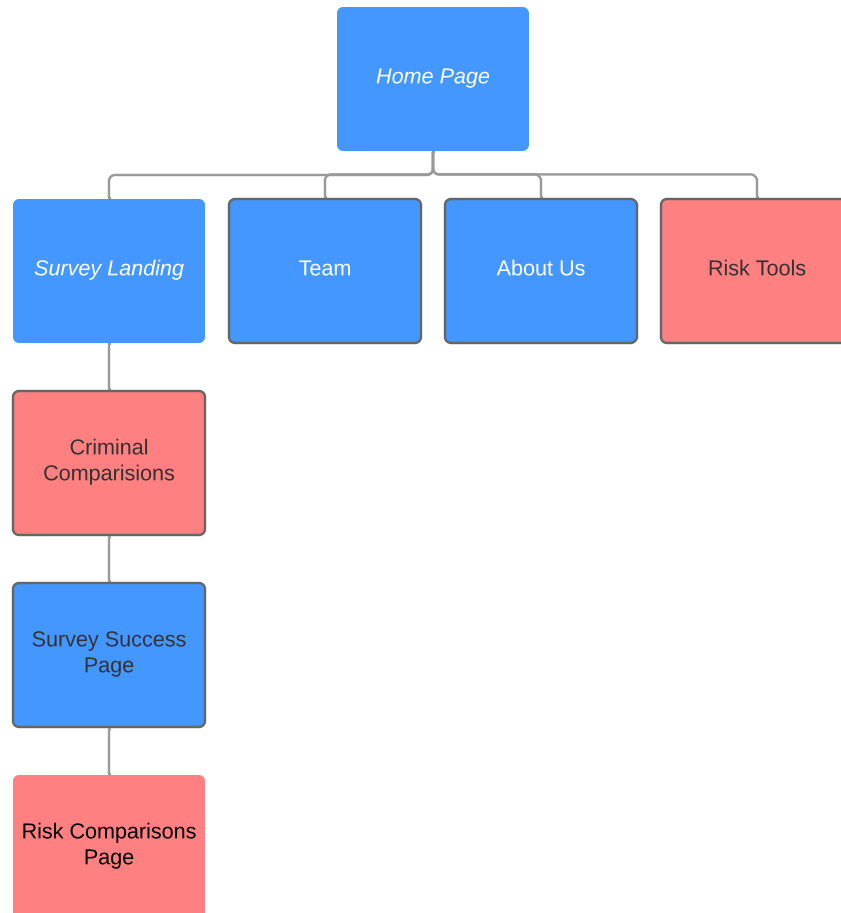 Home Page
Survey Landing
Team
About Us
Risk Tools
Criminal
Comparisions
Survey Success
Page
Risk Comparisons
Page